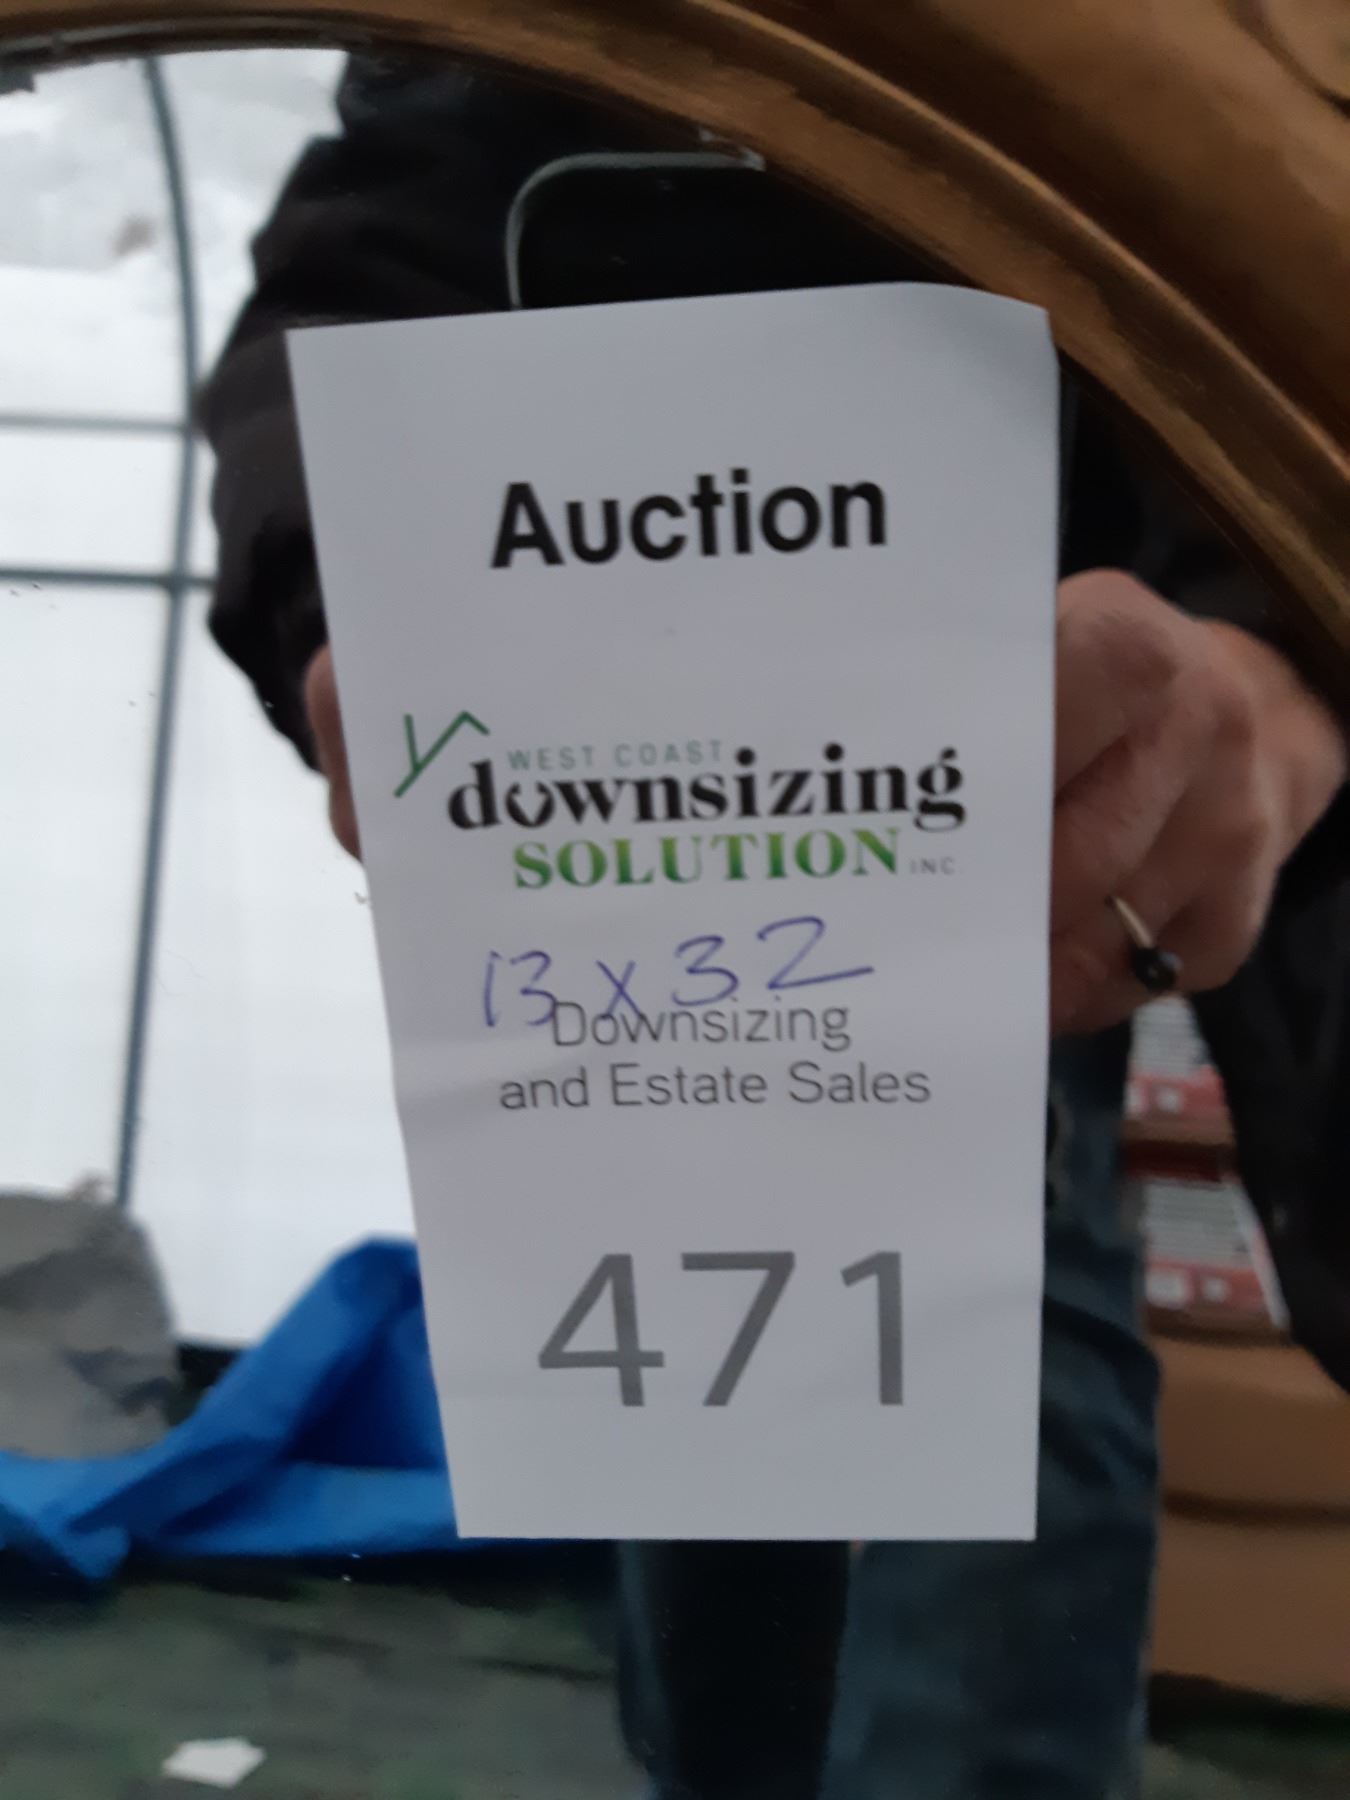 Auction
WEST COAST
downsizing
SOLUTION INC.
13 x 32
Downsizing
and Estate Sales
471